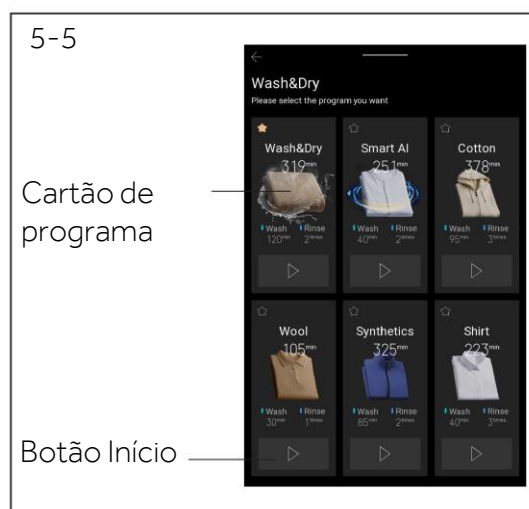 5-5
Wash&Dry
Please select the program you want
Wash&Dry
319min
Wash
120min
Rinse
2times
Smart AI
251min
Wash
40min
Rinse
2times
Cotton
378min
Wash
95min
Rinse
3times
Cartão de
programa
Wool
105min
Wash
30min
Rinse
1times
Synthetics
325min
Wash
85min
Rinse
2times
Shirt
223min
Wash
40min
Rinse
3times
Botão Início